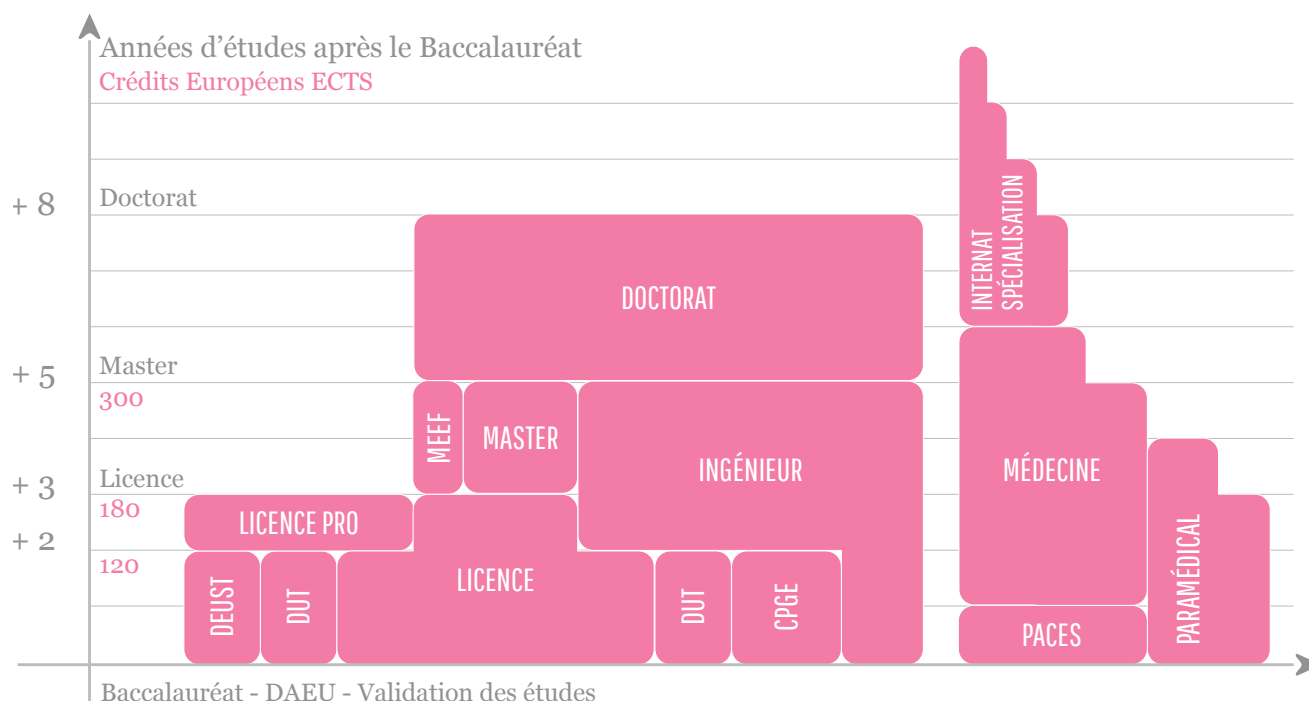 Années d’études après le Baccalauréat
Crédits Européens ECTS
+ 8
Doctorat
DOCTORAT
INTERNAT
SPÉCIALISATION
+ 5
Master
300
MEEF
MASTER
INGÉNIEUR
MÉDECINE
+ 3
Licence
180
LICENCE PRO
+ 2
120
DEUST
DUT
LICENCE
DUT
CPGE
PACES
PARAMÉDICAL
Baccalauréat - DAEU - Validation des études